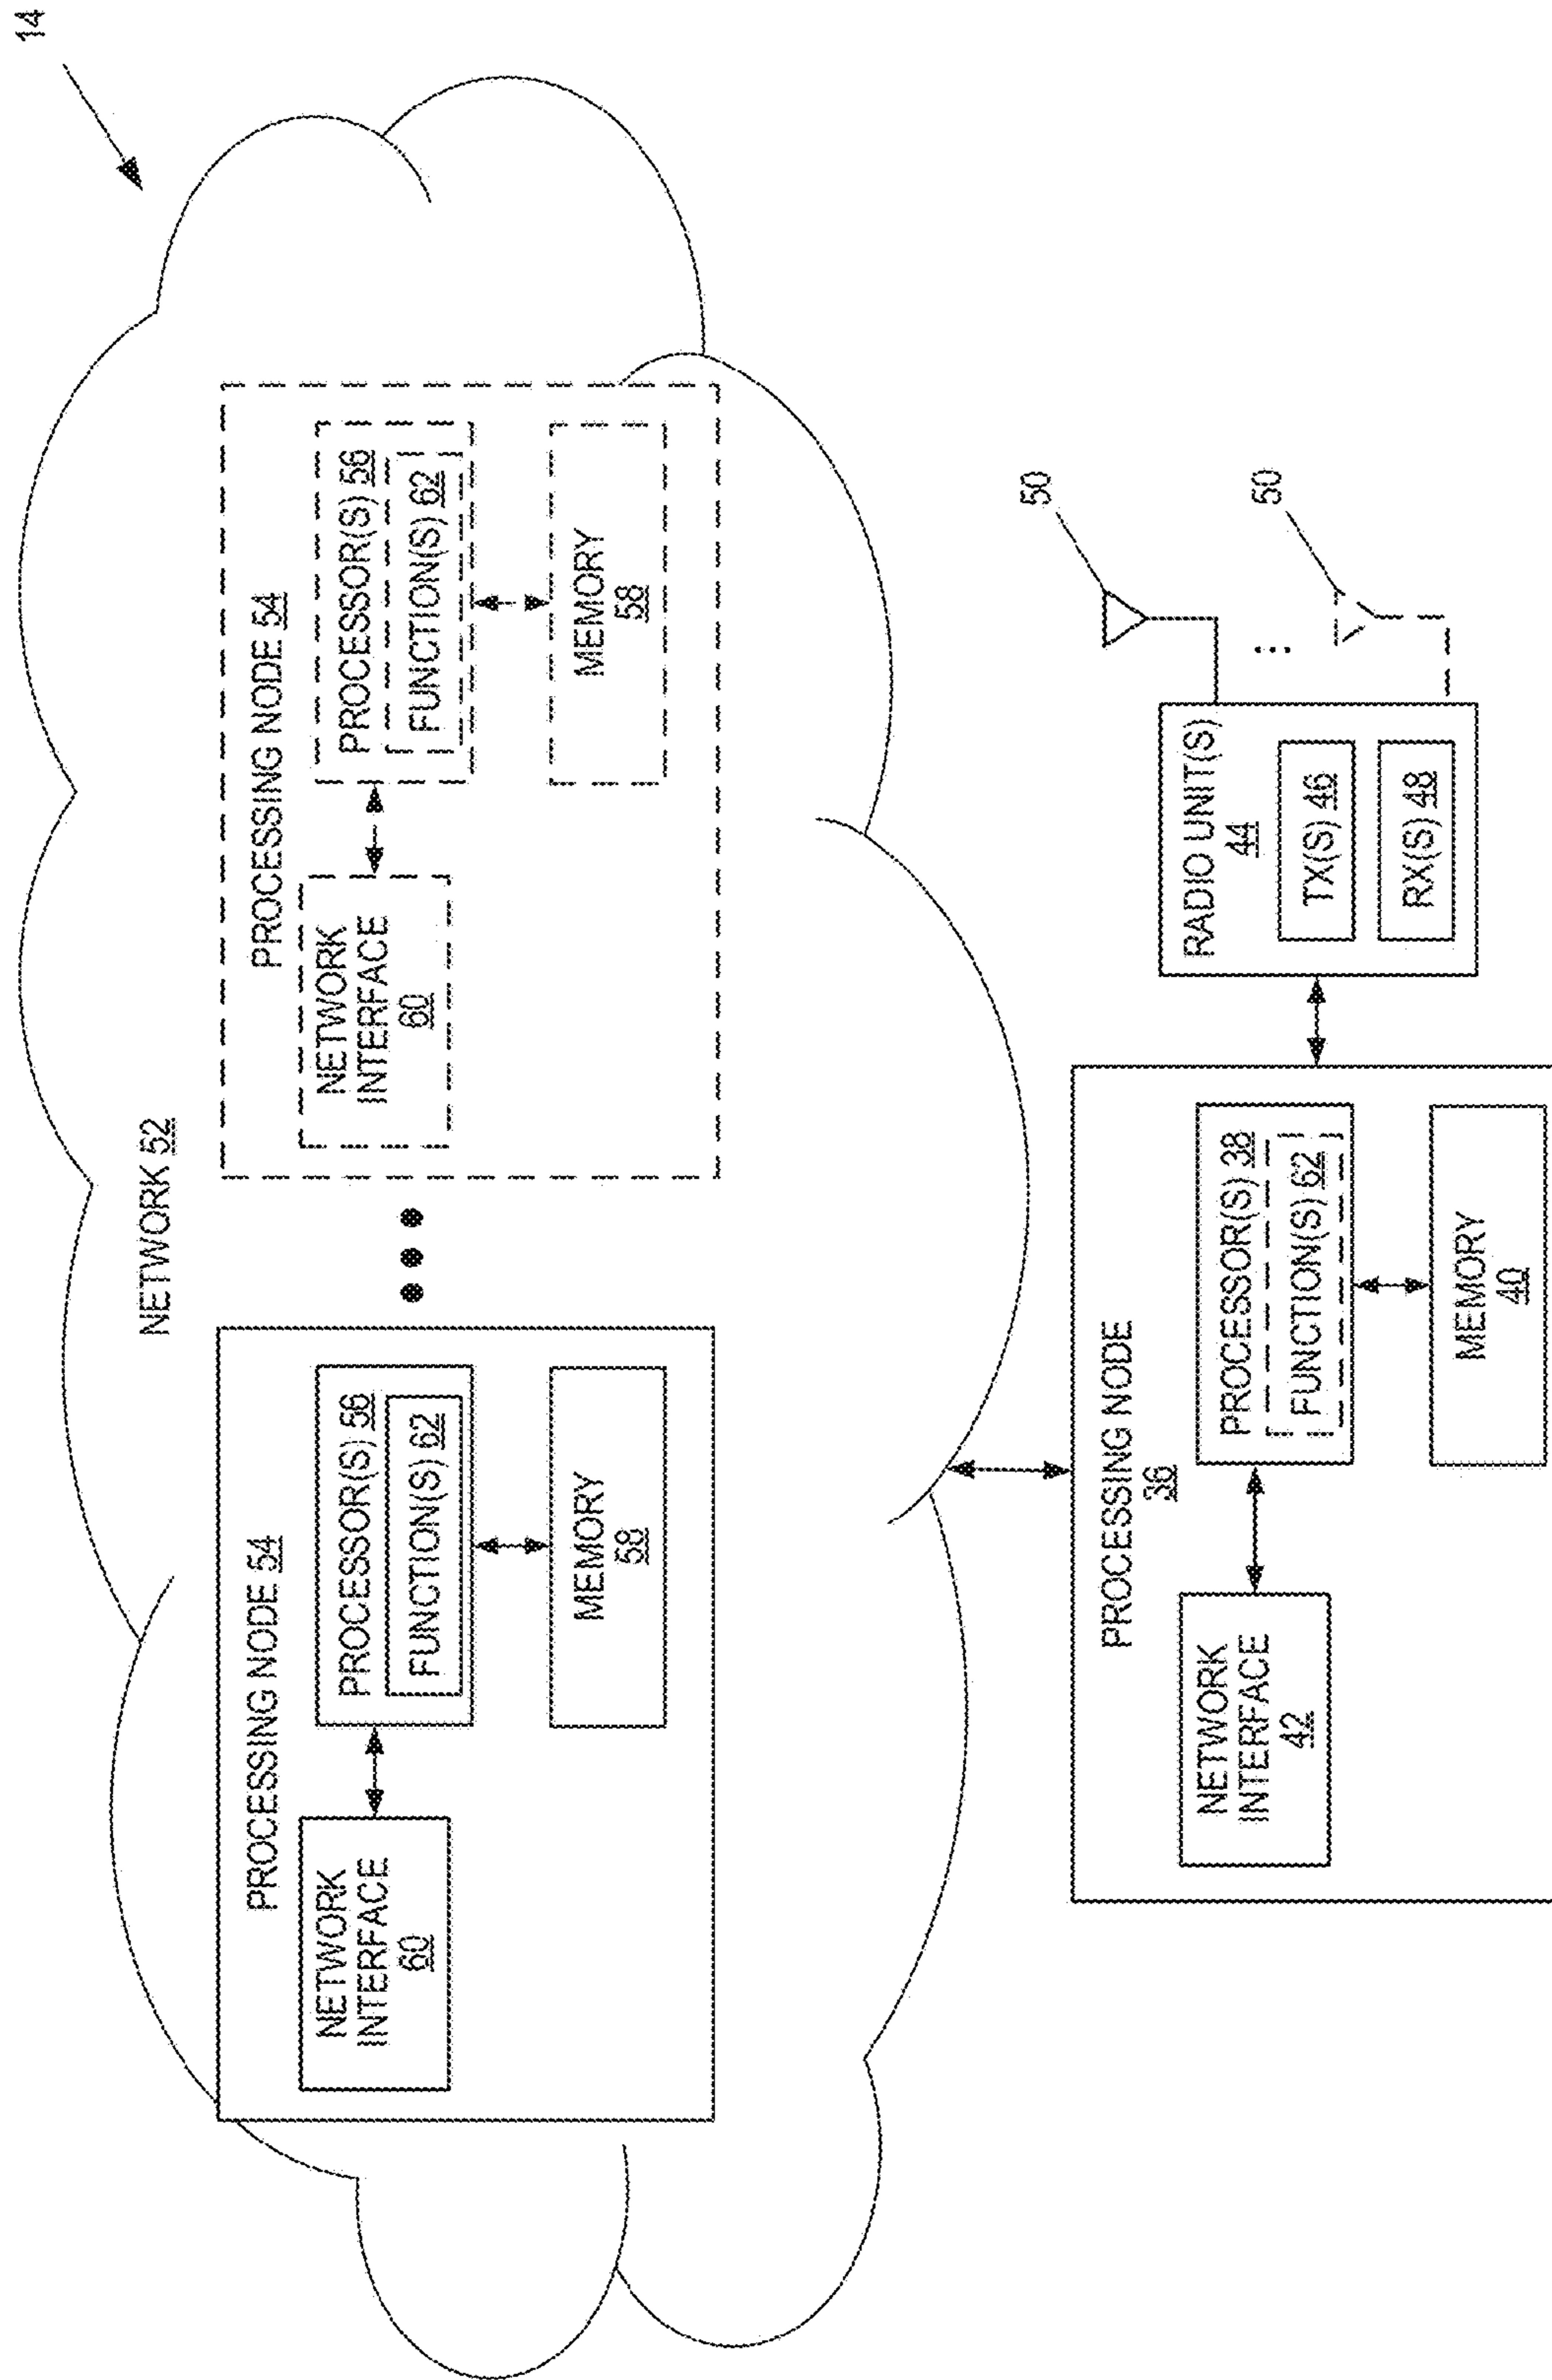 14
NETWORK 52
PROCESSING NODE 54
NETWORK
INTERFACE
60
PROCESSOR(S) 56
FUNCTION(S) 62
MEMORY
58
PROCESSING NODE 54
NETWORK
INTERFACE
60
PROCESSOR(S) 56
FUNCTION(S) 62
MEMORY
58
PROCESSING NODE
36
NETWORK
INTERFACE
42
PROCESSOR(S) 38
FUNCTION(S) 62
MEMORY
40
RADIO UNIT(S)
44
TX(S) 46
RX(S) 48
50
50